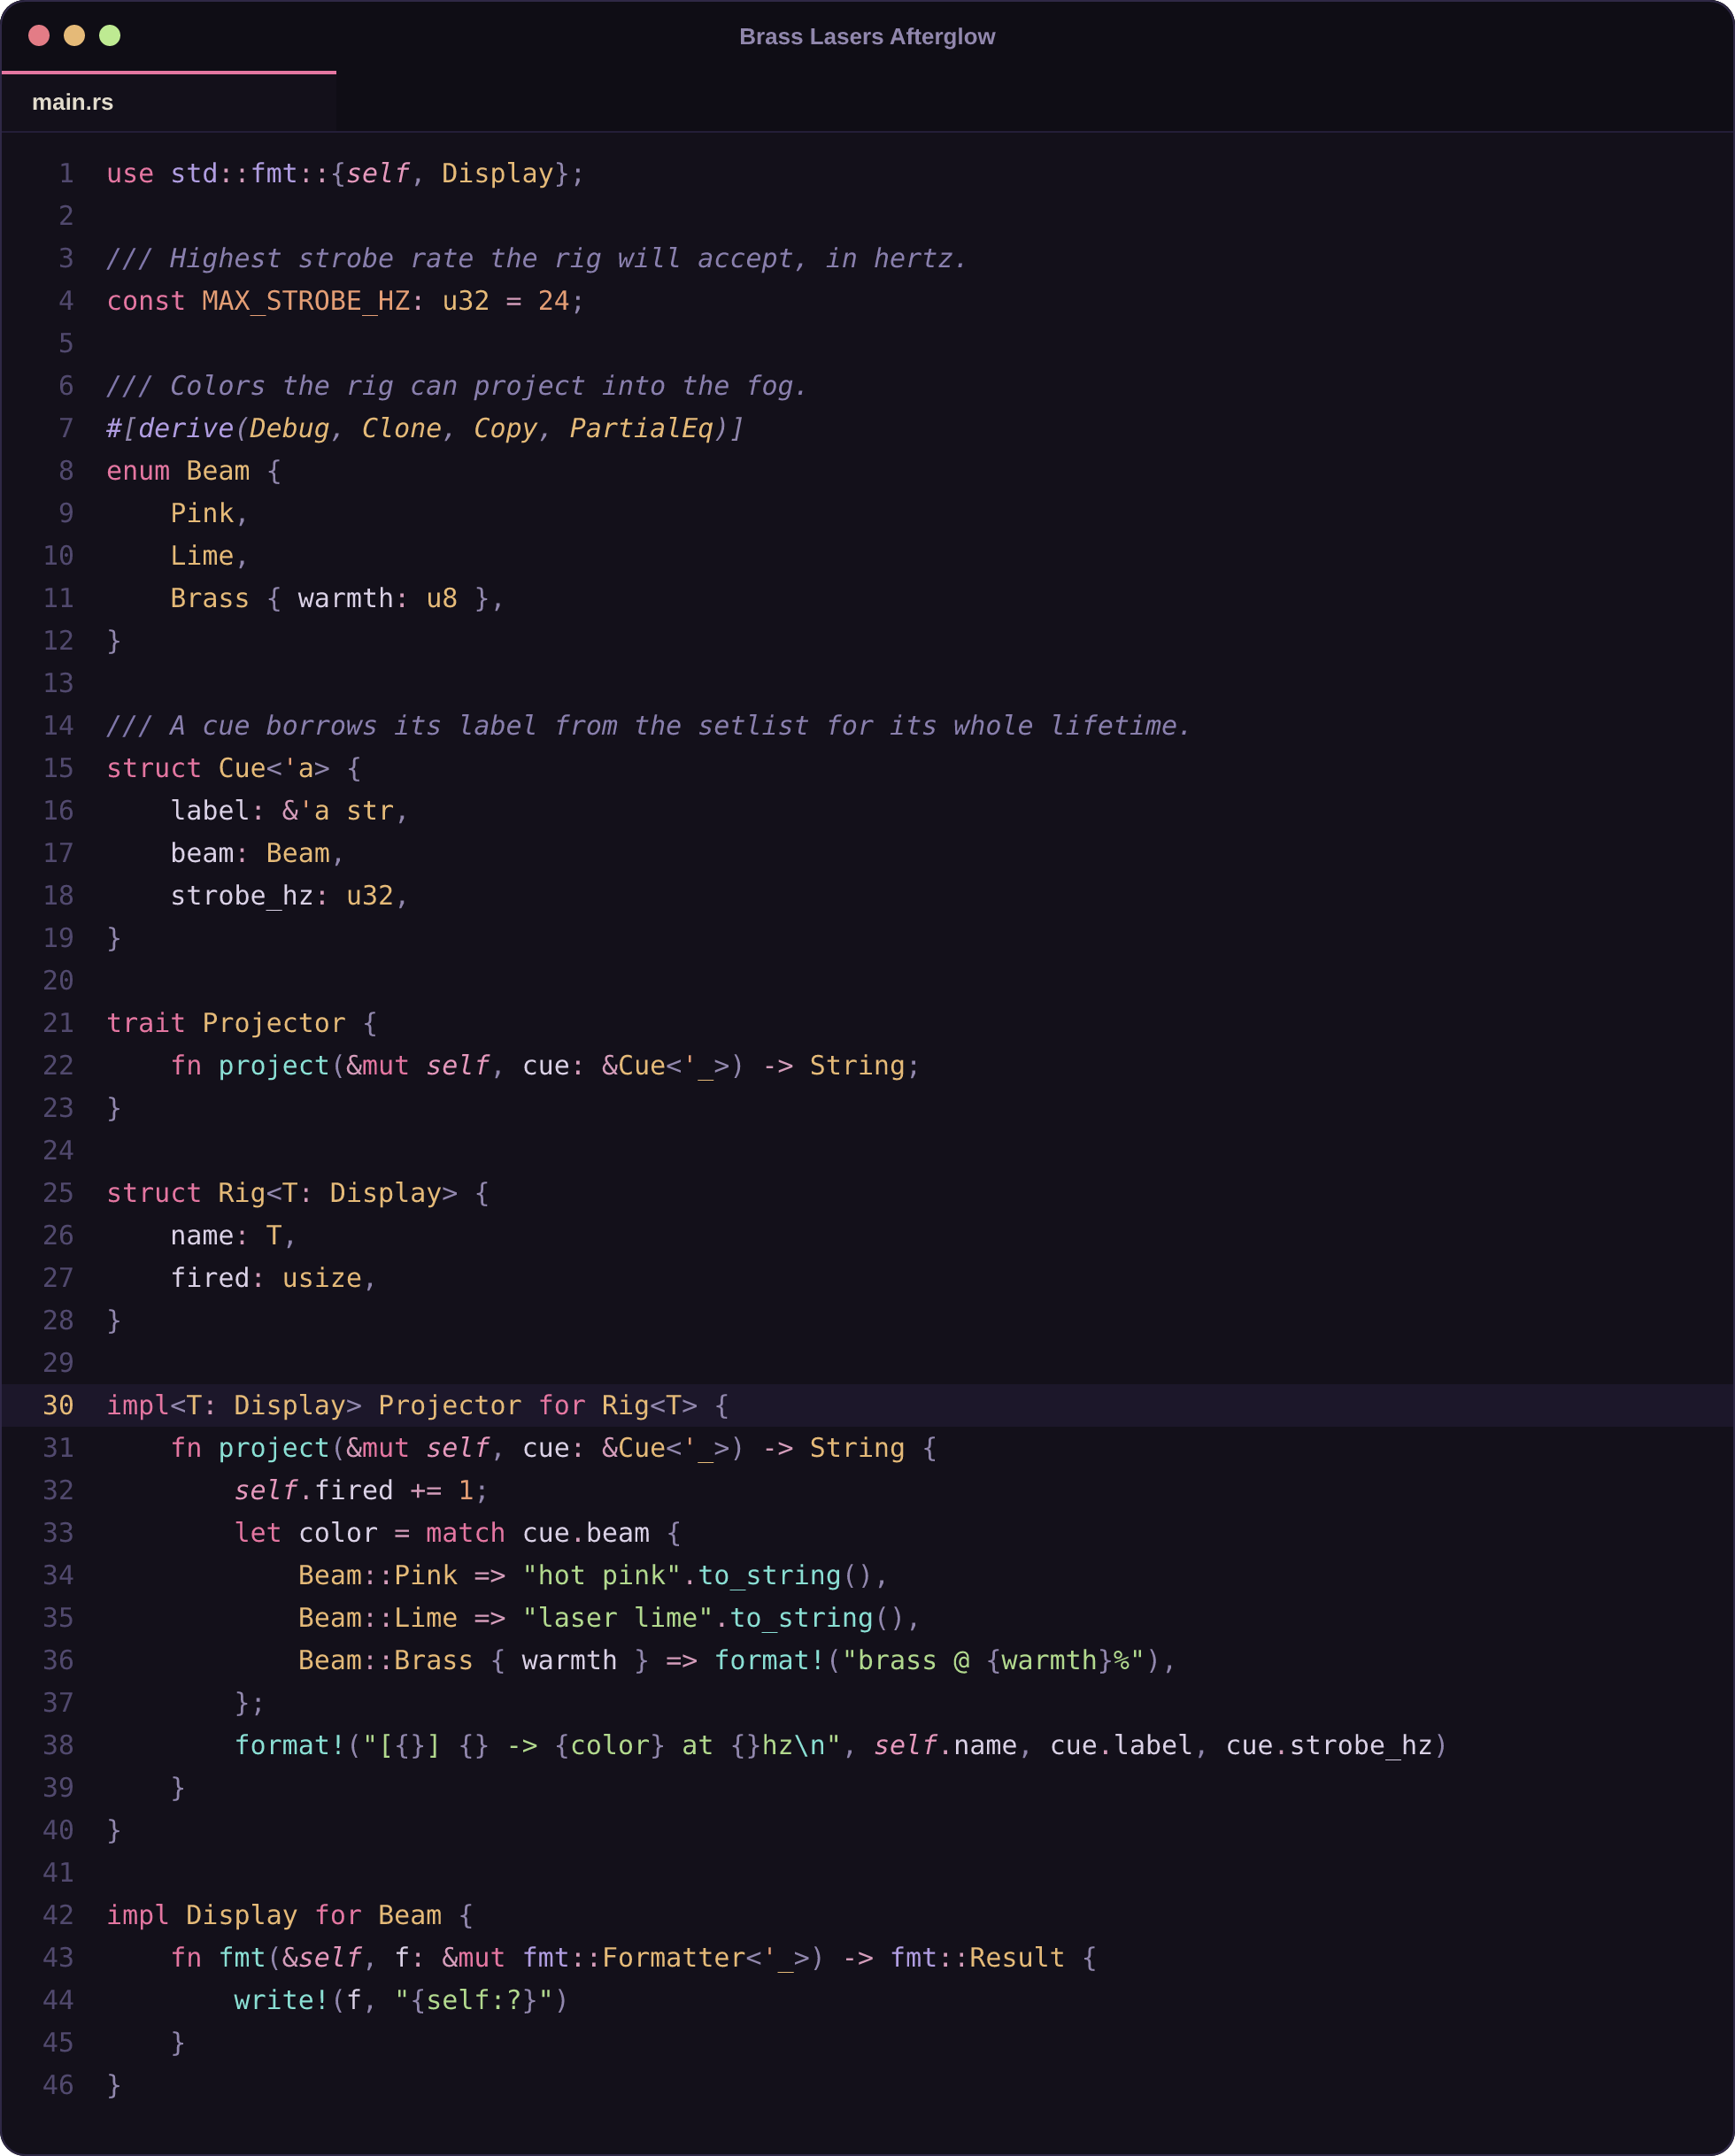 Brass Lasers Afterglow
main.rs
1 use std::fmt::{self, Display};
2
3 /// Highest strobe rate the rig will accept, in hertz.
4 const MAX_STROBE_HZ: u32 = 24;
5
6 /// Colors the rig can project into the fog.
7 #[derive(Debug, Clone, Copy, PartialEq)]
8 enum Beam {
9     Pink,
10     Lime,
11     Brass { warmth: u8 },
12 }
13
14 /// A cue borrows its label from the setlist for its whole lifetime.
15 struct Cue<'a> {
16     label: &'a str,
17     beam: Beam,
18     strobe_hz: u32,
19 }
20
21 trait Projector {
22     fn project(&mut self, cue: &Cue<'_>) -> String;
23 }
24
25 struct Rig<T: Display> {
26     name: T,
27     fired: usize,
28 }
29
30 impl<T: Display> Projector for Rig<T> {
31     fn project(&mut self, cue: &Cue<'_>) -> String {
32         self.fired += 1;
33         let color = match cue.beam {
34             Beam::Pink => "hot pink".to_string(),
35             Beam::Lime => "laser lime".to_string(),
36             Beam::Brass { warmth } => format!("brass @ {warmth}%"),
37         };
38         format!("[{}] {} -> {color} at {}hz\n", self.name, cue.label, cue.strobe_hz)
39     }
40 }
41
42 impl Display for Beam {
43     fn fmt(&self, f: &mut fmt::Formatter<'_>) -> fmt::Result {
44         write!(f, "{self:?}")
45     }
46 }